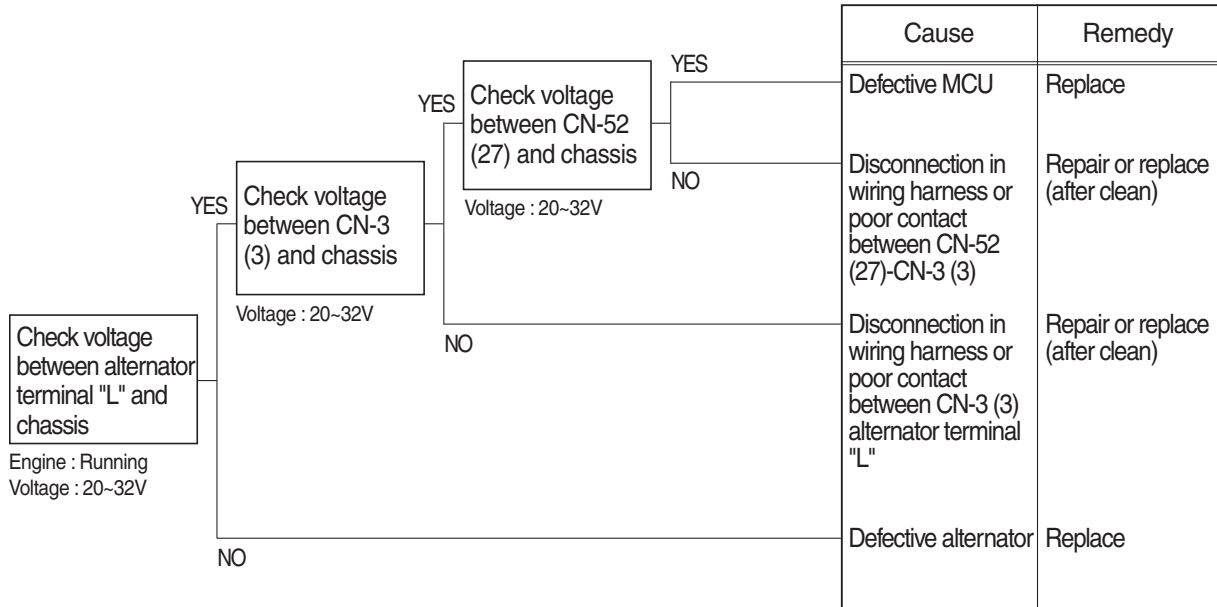 Check voltage
between alternator
terminal "L" and
chassis
Engine : Running
Voltage : 20~32V
YES
NO
Check voltage
between CN-3
(3) and chassis
Voltage : 20~32V
YES
NO
Check voltage
between CN-52
(27) and chassis
Voltage : 20~32V
YES
NO
Cause
Remedy
Defective MCU
Replace
Disconnection in
wiring harness or
poor contact
between CN-52
(27)-CN-3 (3)
Repair or replace
(after clean)
Disconnection in
wiring harness or
poor contact
between CN-3 (3)
alternator terminal
"L"
Repair or replace
(after clean)
Defective alternator
Replace